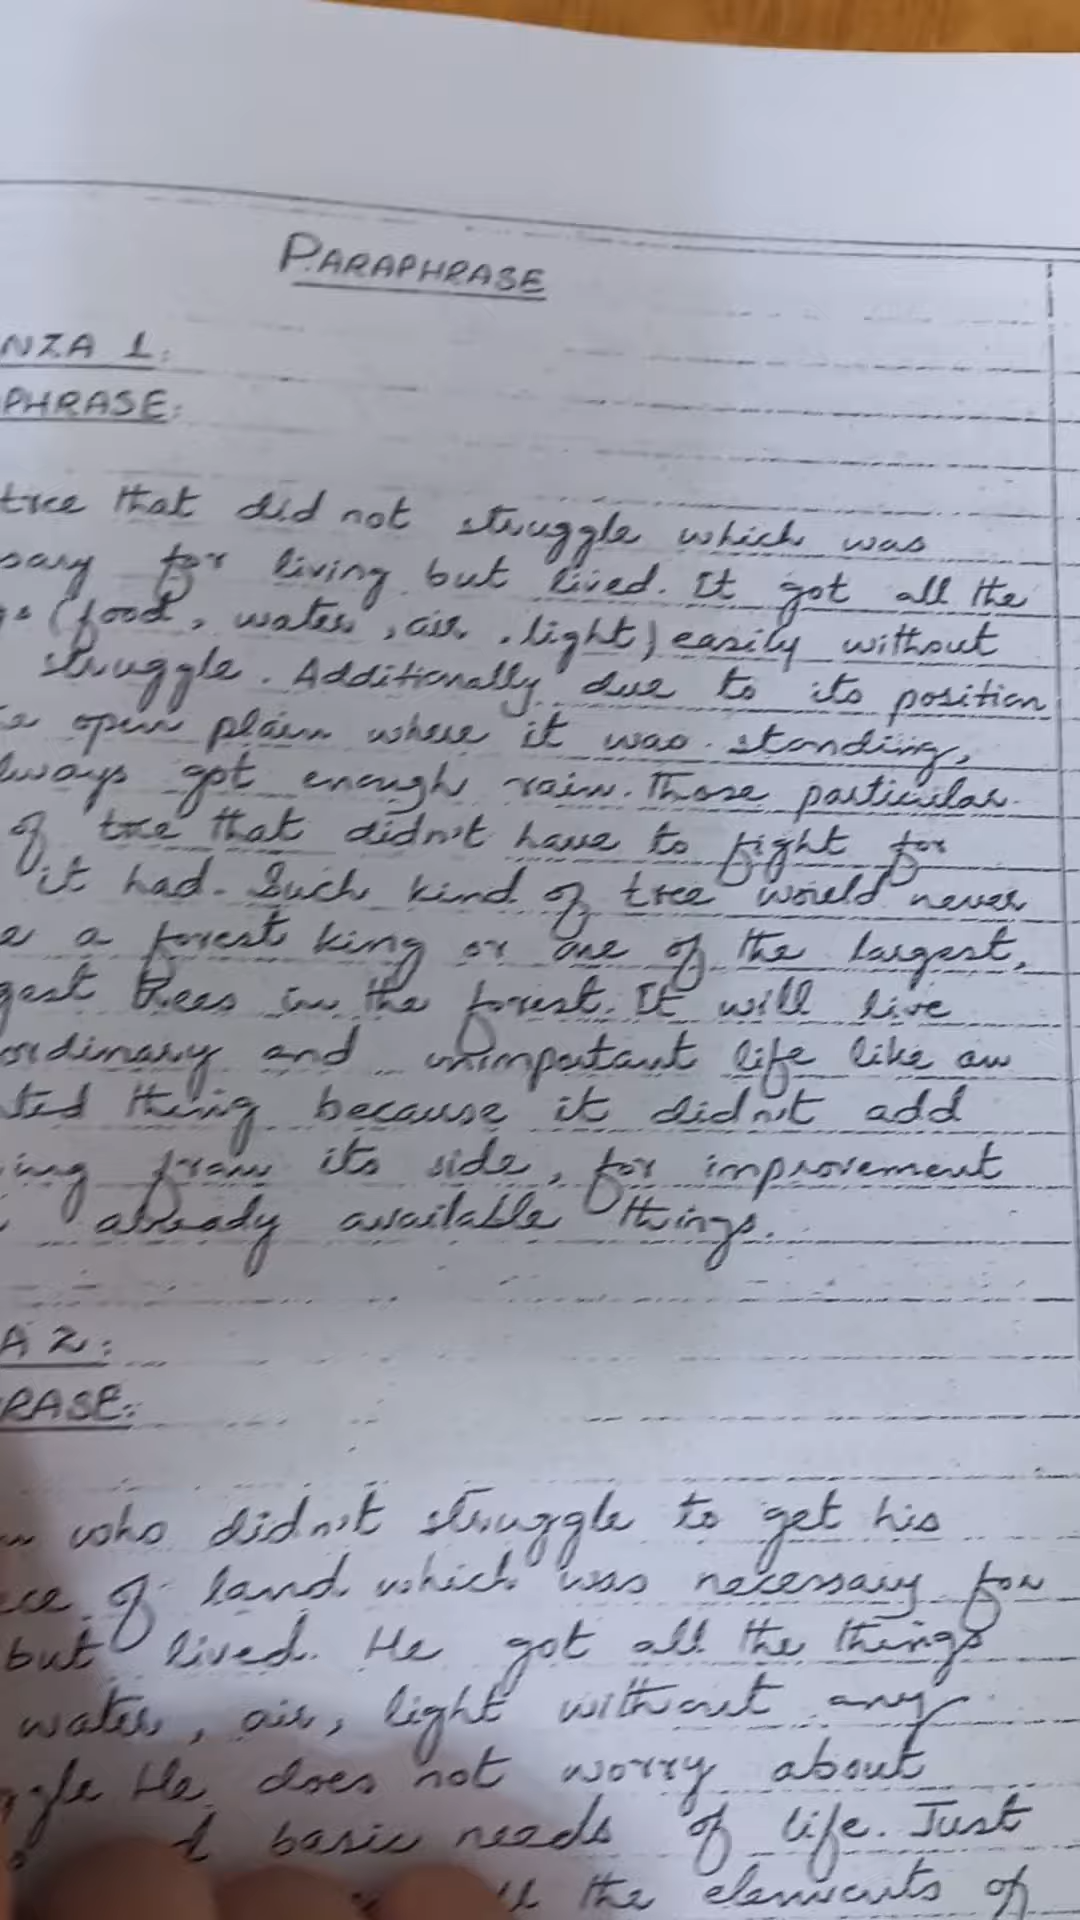 PARAPHRASE
NZA 1:
PHRASE:
tree that did not struggle which was
sary for living but lived. It got all the
gs (food, water, air, light) easily without
struggle. Additionally due to its position
open plain where it was standing,
lways got enough rain. Those particular
of tree that didn't have to fight for
it had. Such kind of tree would never
e a forest king or one of the largest,
gest trees in the forest. It will live
ordinary and unimportant life like an
ted thing because it didn't add
ing from its side, for improvement
already available things.
A 2:
RASE:
who didn't struggle to get his
ece of land which was necessary for
but lived. He got all the things
water, air, light without any
ggle He does not worry about
basic needs of life. Just
the elements of